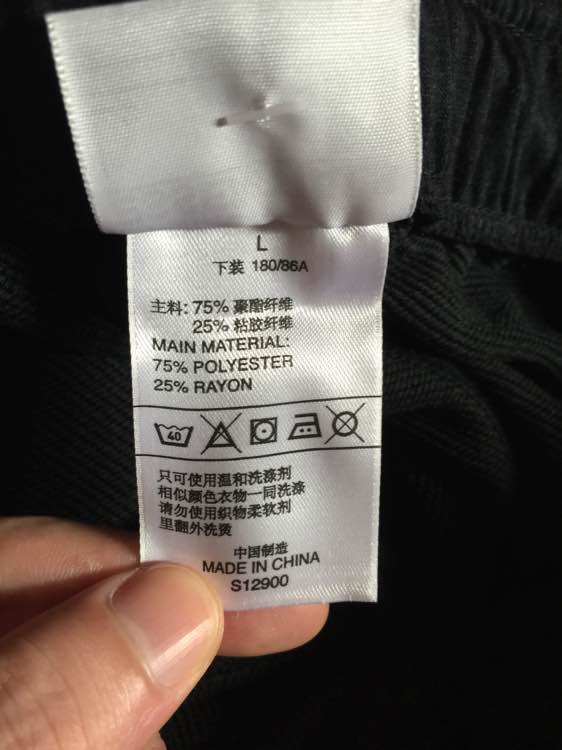 L
下装 180/86A
主料: 75% 聚酯纤维
25% 粘胶纤维
MAIN MATERIAL:
75% POLYESTER
25% RAYON
40
只可使用温和洗涤剂
相似颜色衣物一同洗涤
请勿使用织物柔软剂
里翻外洗烫
中国制造
MADE IN CHINA
S12900